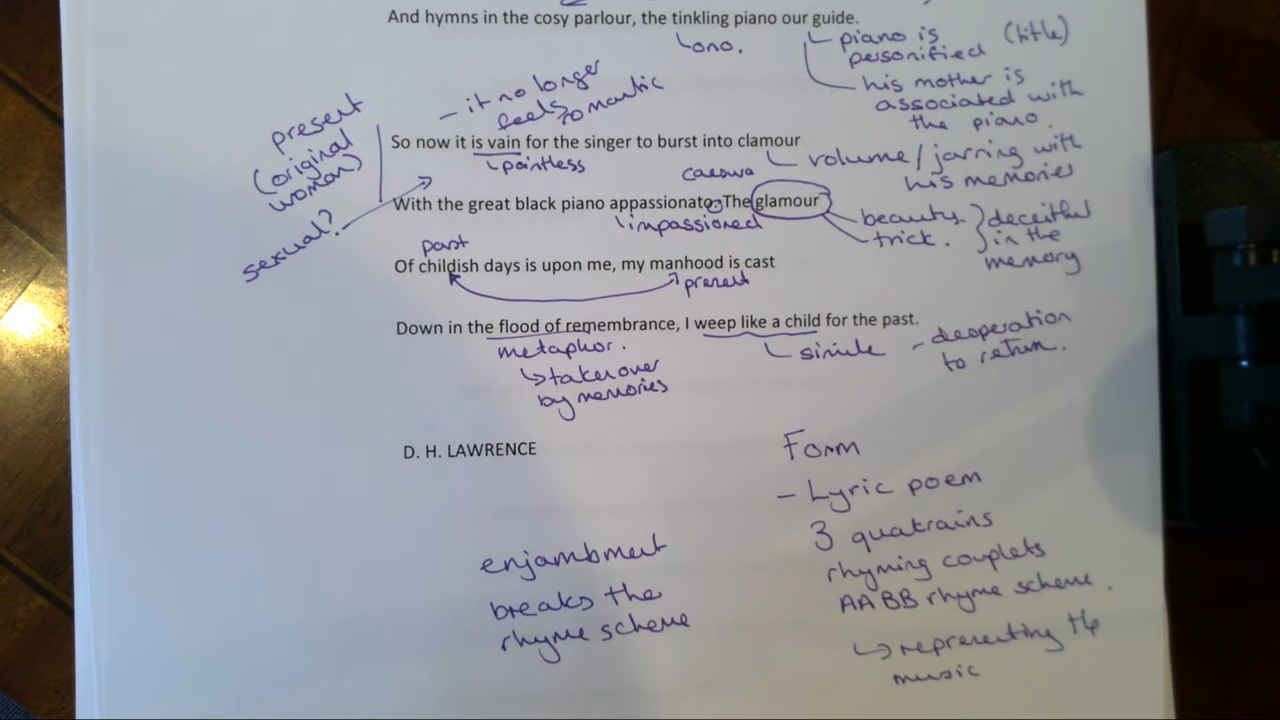 And hymns in the cosy parlour, the tinkling piano our guide.
ono.
piano is (title)
personified
his mother is
associated with
the piano.
- it no longer
feels romantic
present
(original
woman)
So now it is vain for the singer to burst into clamour
pointless
volume/jarring with
his memories
caesura
With the great black piano appassionato. The glamour
impassioned
beauty. } deceitful
trick. in the
memory
sexual?
past
Of childish days is upon me, my manhood is cast
present
Down in the flood of remembrance, I weep like a child for the past.
metaphor.
takeover
by memories
simile - desperation
to return.
D. H. LAWRENCE
Form
- Lyric poem
3 quatrains
rhyming couplets
AABB rhyme scheme.
representing the
music
enjambment
breaks the
rhyme scheme